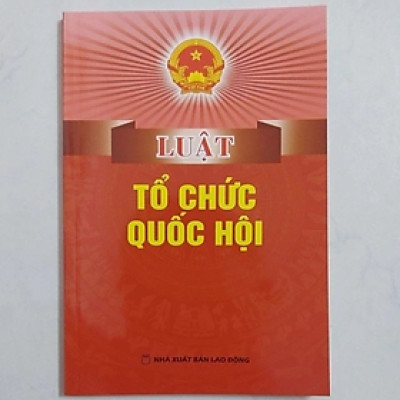 LUẬT
TỔ CHỨC
QUỐC HỘI
NHÀ XUẤT BẢN LAO ĐỘNG